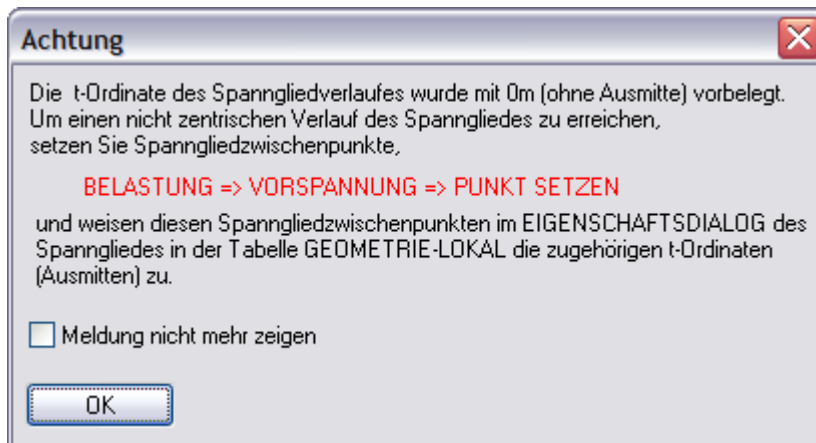 Achtung
Die t-Ordinate des Spanngliedverlaufes wurde mit 0m (ohne Ausmitte) vorbelegt.
Um einen nicht zentrischen Verlauf des Spanngliedes zu erreichen,
setzen Sie Spanngliedzwischenpunkte,
BELASTUNG => VORSPANNUNG => PUNKT SETZEN
und weisen diesen Spanngliedzwischenpunkten im EIGENSCHAFTSDIALOG des
Spanngliedes in der Tabelle GEOMETRIE-LOKAL die zugehörigen t-Ordinaten
(Ausmitten) zu.
Meldung nicht mehr zeigen
OK